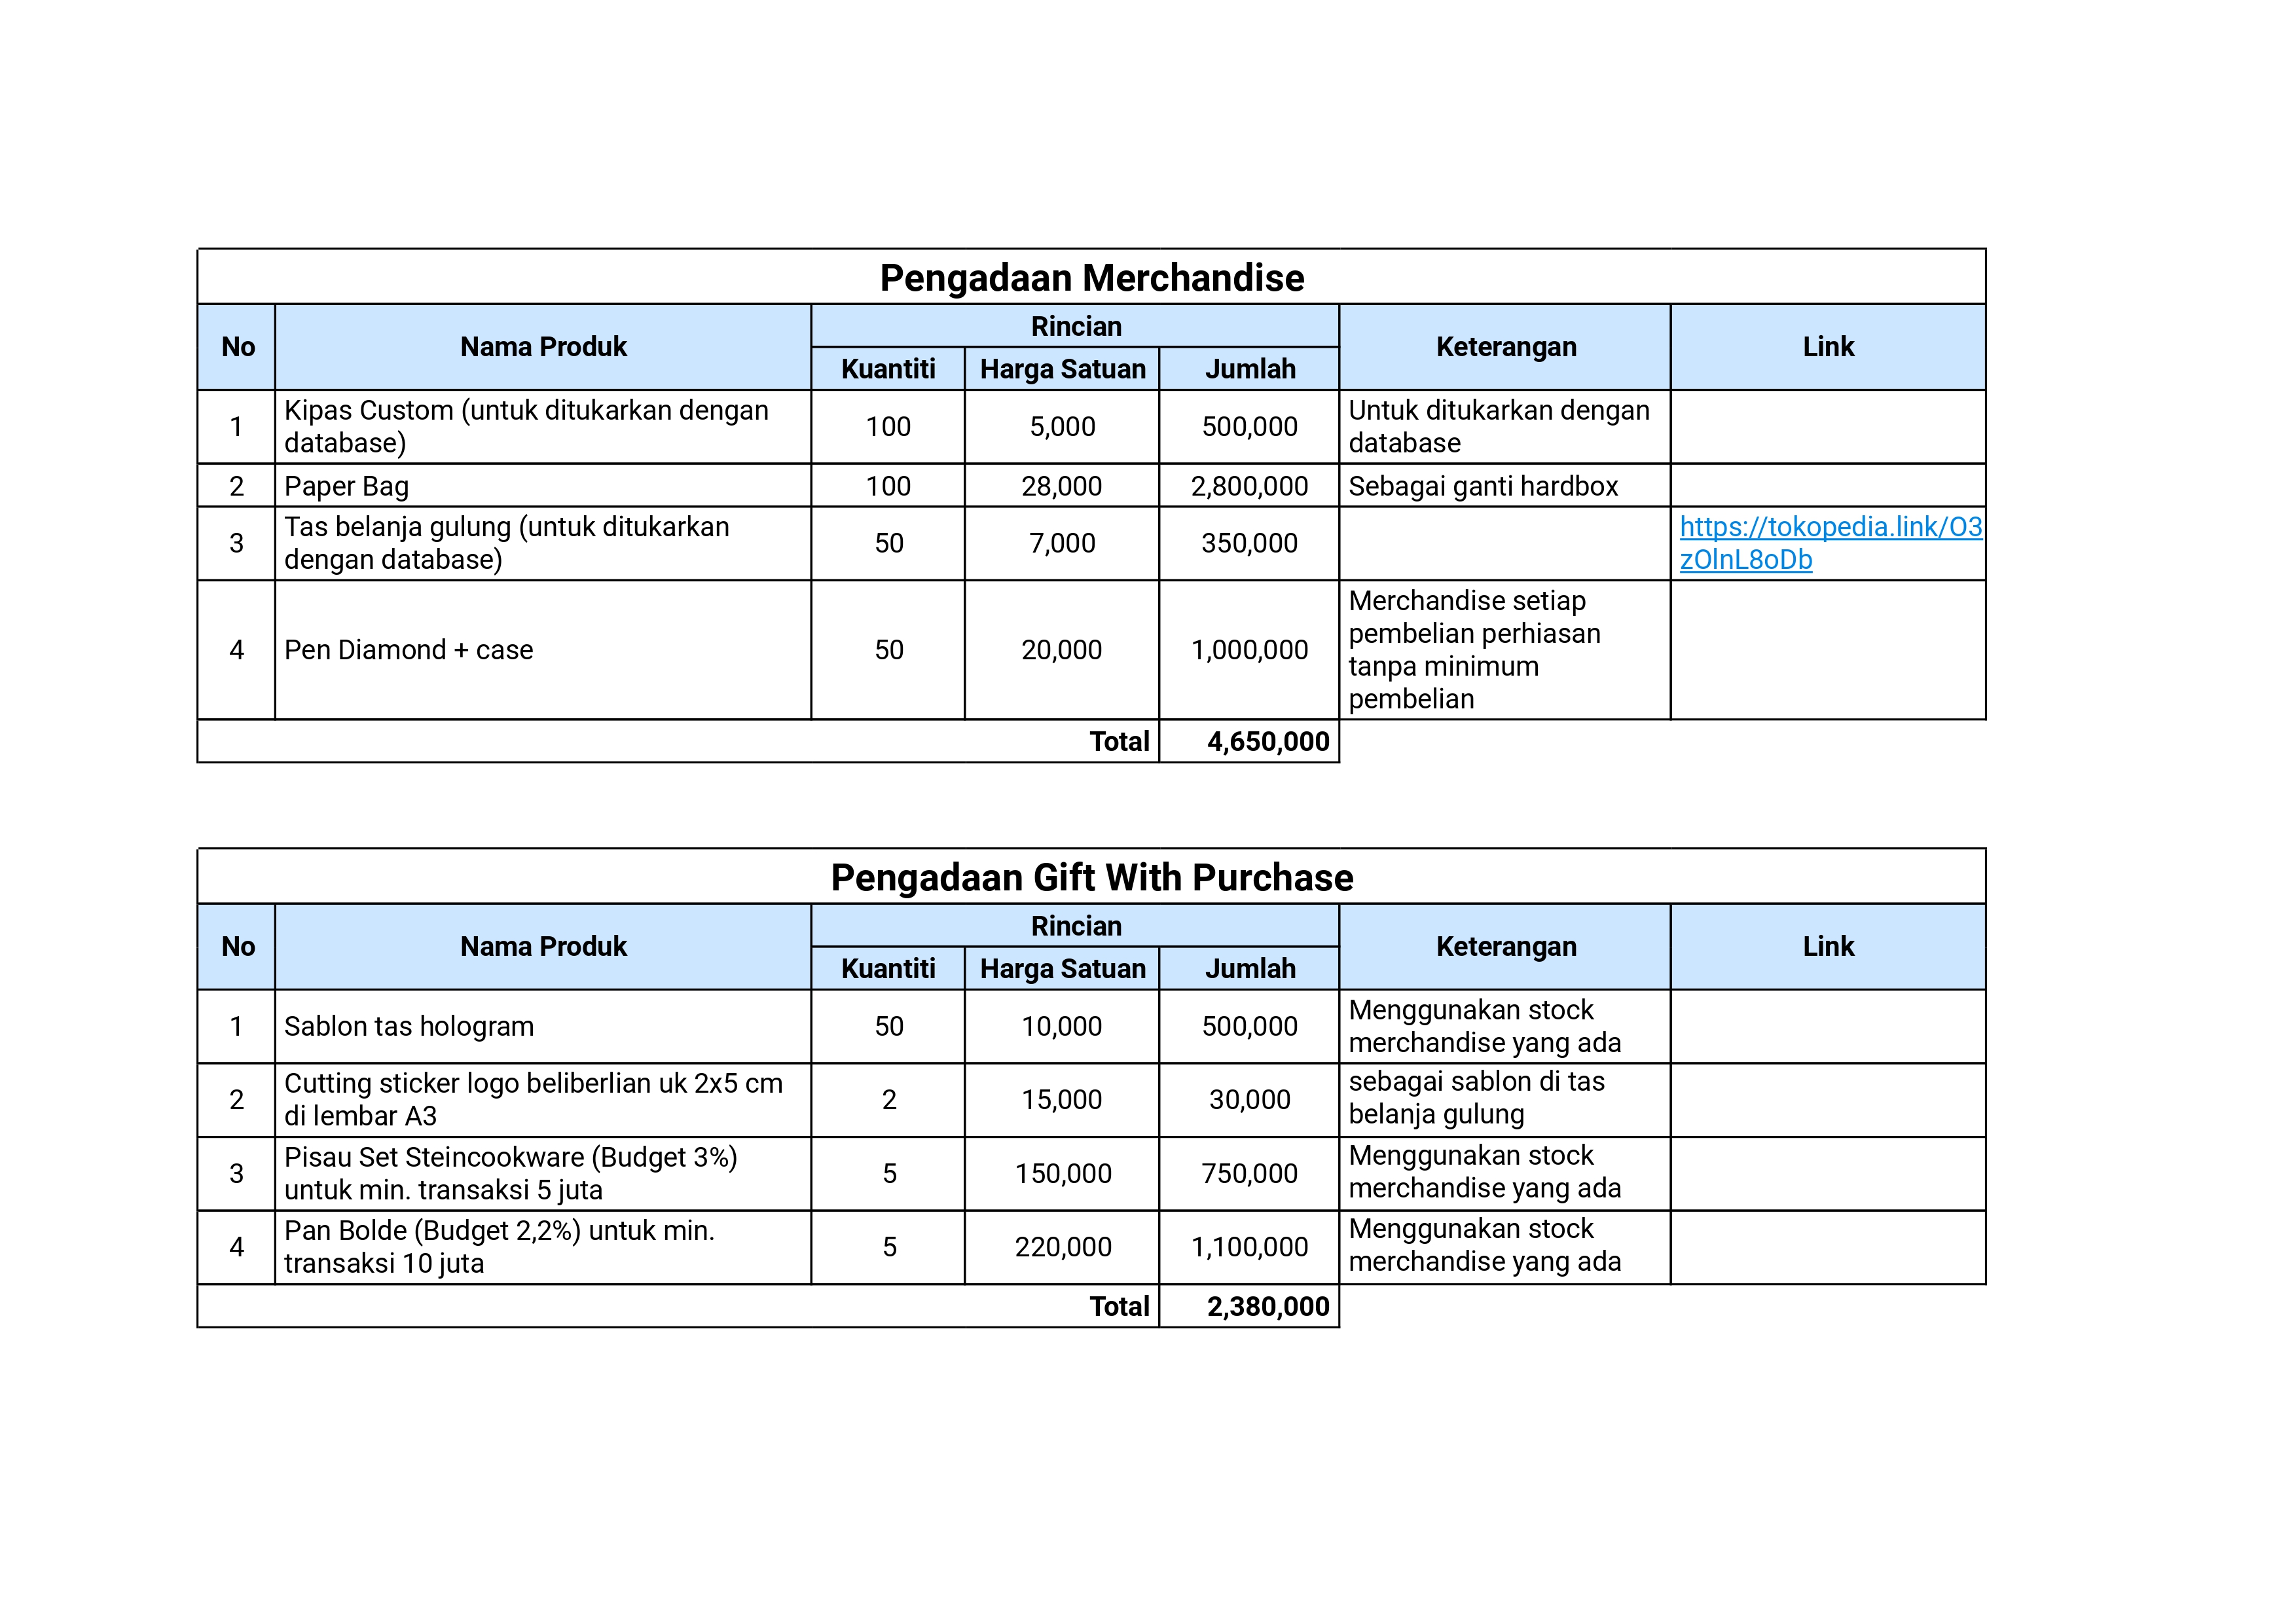 Pengadaan Merchandise
No Nama Produk Rincian Keterangan Link
Kuantiti Harga Satuan Jumlah
1 Kipas Custom (untuk ditukarkan dengan database) 100 5,000 500,000 Untuk ditukarkan dengan database
2 Paper Bag 100 28,000 2,800,000 Sebagai ganti hardbox
3 Tas belanja gulung (untuk ditukarkan dengan database) 50 7,000 350,000 https://tokopedia.link/O3zOlnL8oDb
4 Pen Diamond + case 50 20,000 1,000,000 Merchandise setiap pembelian perhiasan tanpa minimum pembelian
Total 4,650,000
Pengadaan Gift With Purchase
No Nama Produk Rincian Keterangan Link
Kuantiti Harga Satuan Jumlah
1 Sablon tas hologram 50 10,000 500,000 Menggunakan stock merchandise yang ada
2 Cutting sticker logo beliberlian uk 2x5 cm di lembar A3 2 15,000 30,000 sebagai sablon di tas belanja gulung
3 Pisau Set Steincookware (Budget 3%) untuk min. transaksi 5 juta 5 150,000 750,000 Menggunakan stock merchandise yang ada
4 Pan Bolde (Budget 2,2%) untuk min. transaksi 10 juta 5 220,000 1,100,000 Menggunakan stock merchandise yang ada
Total 2,380,000